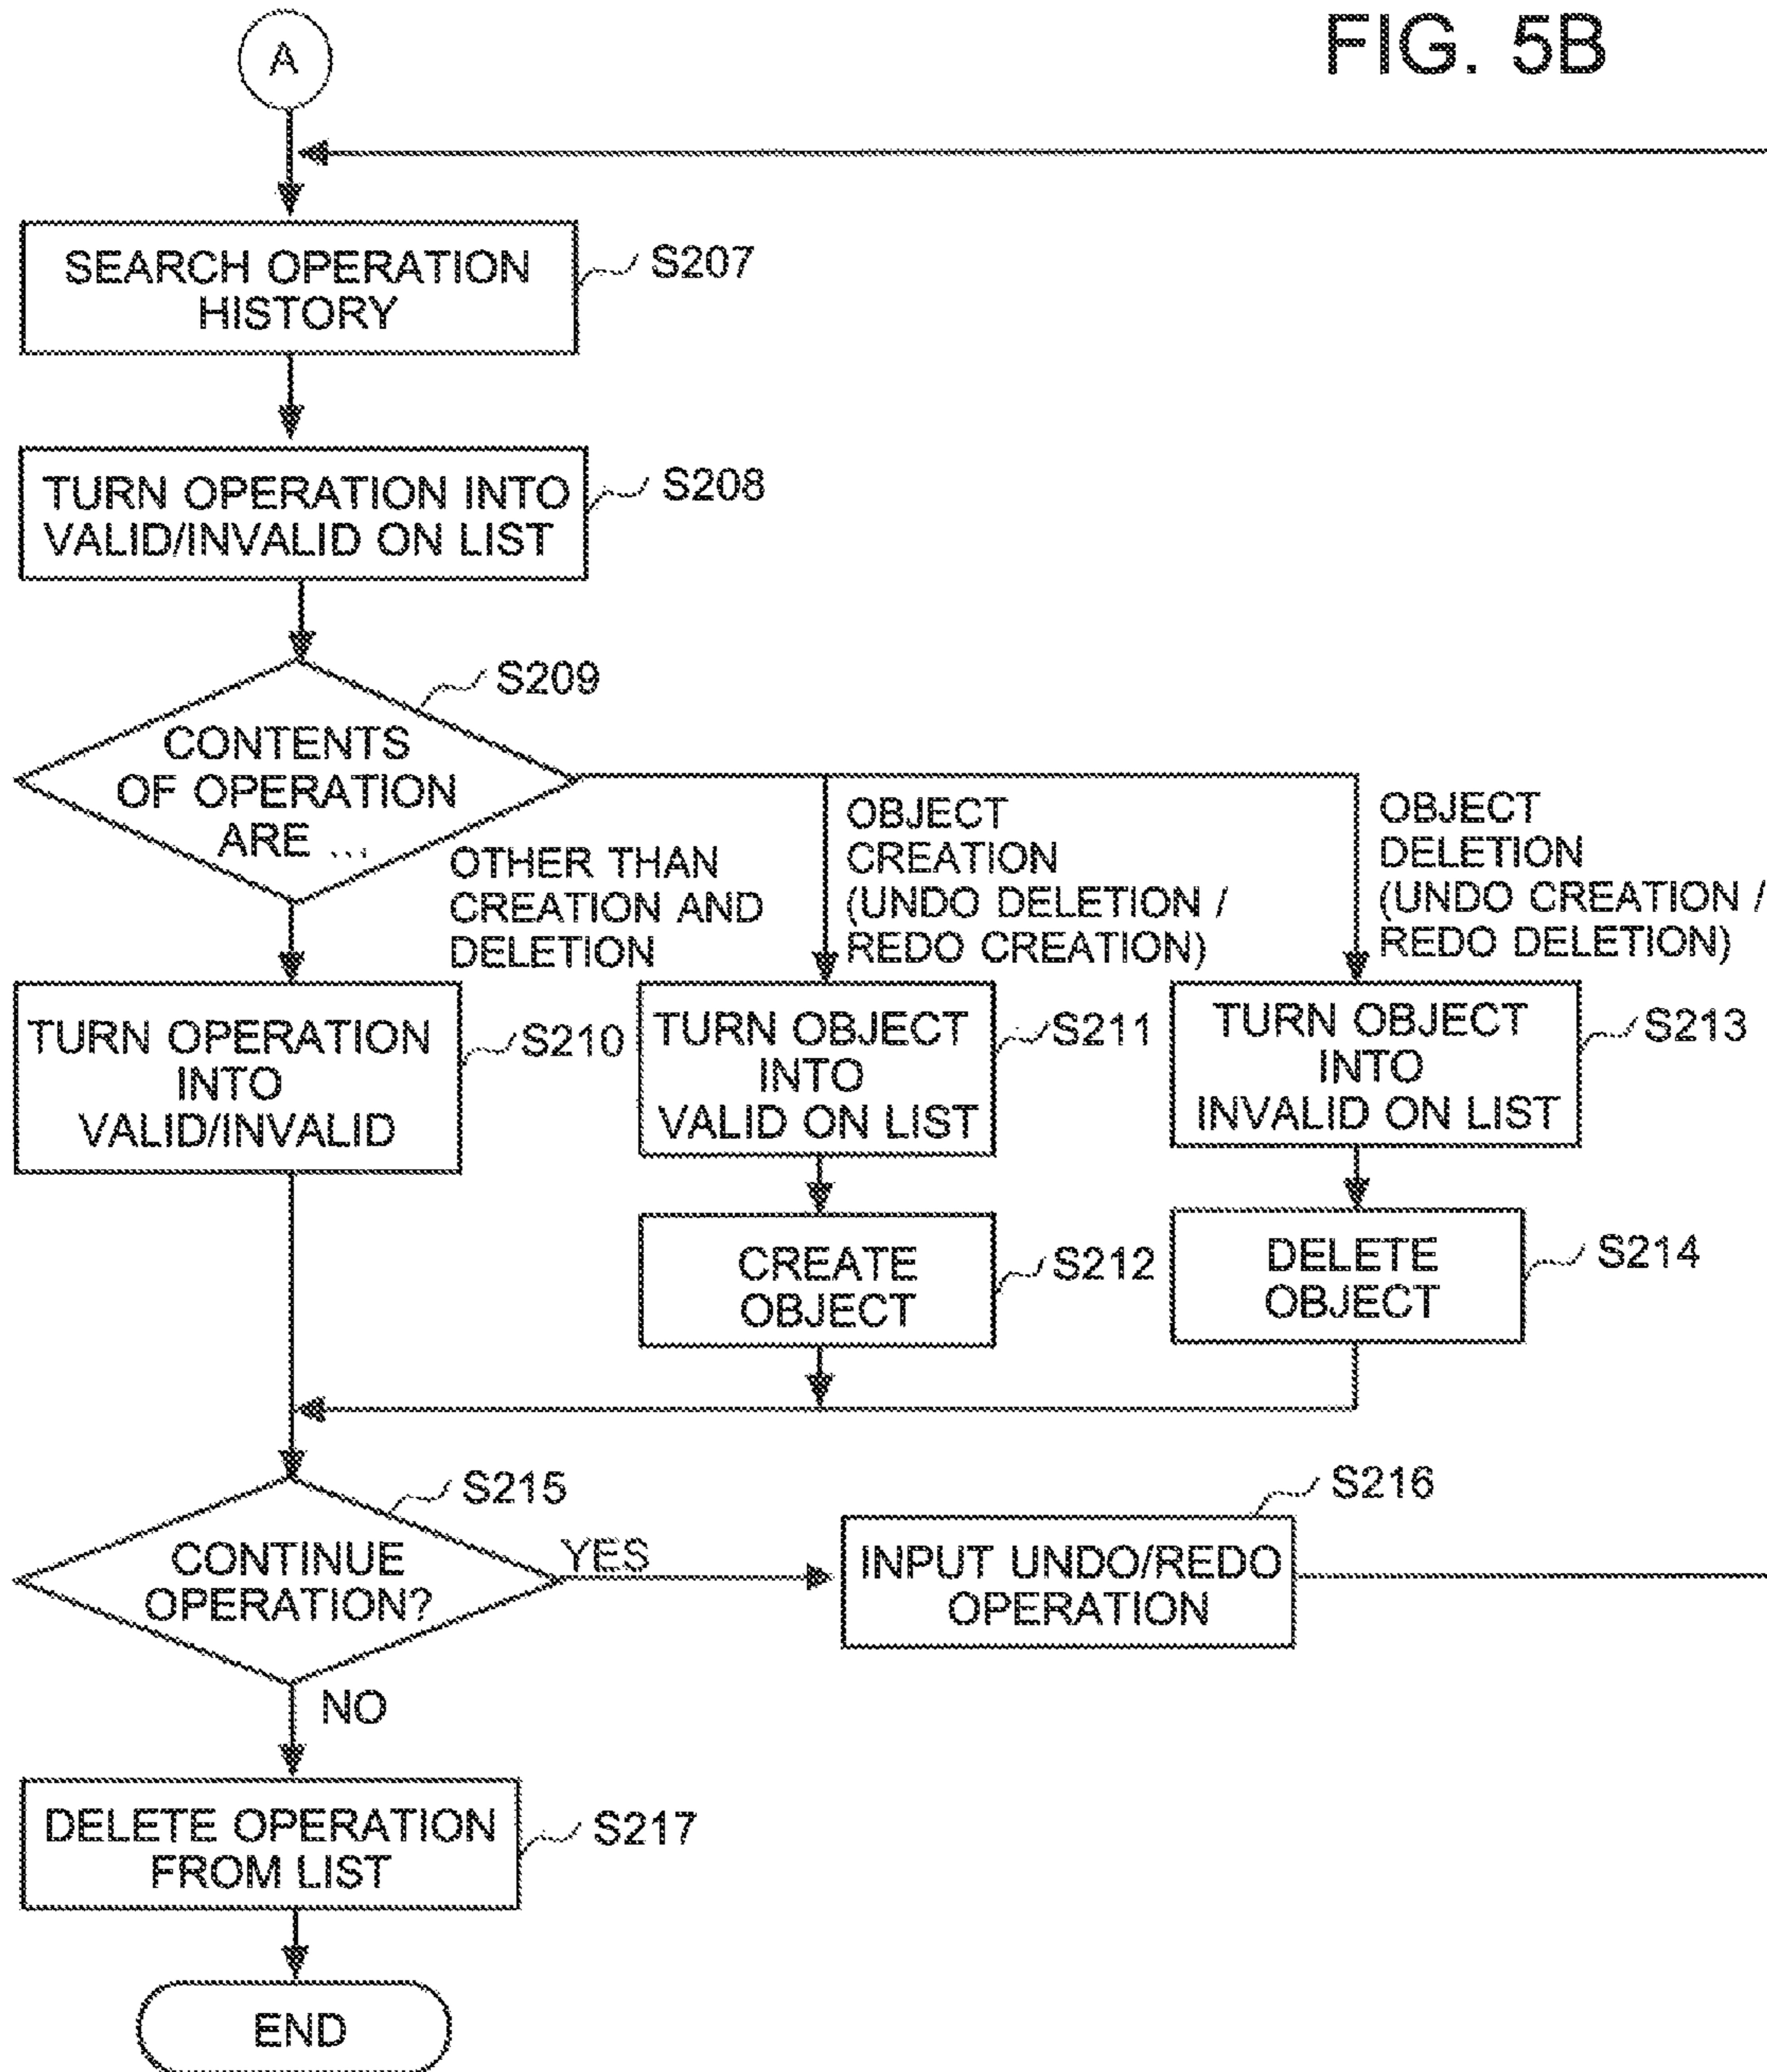 FIG. 5B
A
SEARCH OPERATION
HISTORY
S207
TURN OPERATION INTO
VALID/INVALID ON LIST
S208
S209
CONTENTS
OF OPERATION
ARE ...
OTHER THAN
CREATION AND
DELETION
OBJECT
CREATION
(UNDO DELETION /
REDO CREATION)
OBJECT
DELETION
(UNDO CREATION /
REDO DELETION)
TURN OPERATION
INTO
VALID/INVALID
S210
TURN OBJECT
INTO
VALID ON LIST
S211
TURN OBJECT
INTO
INVALID ON LIST
S213
CREATE
OBJECT
S212
DELETE
OBJECT
S214
S215
CONTINUE
OPERATION?
YES
S216
INPUT UNDO/REDO
OPERATION
NO
DELETE OPERATION
FROM LIST
S217
END